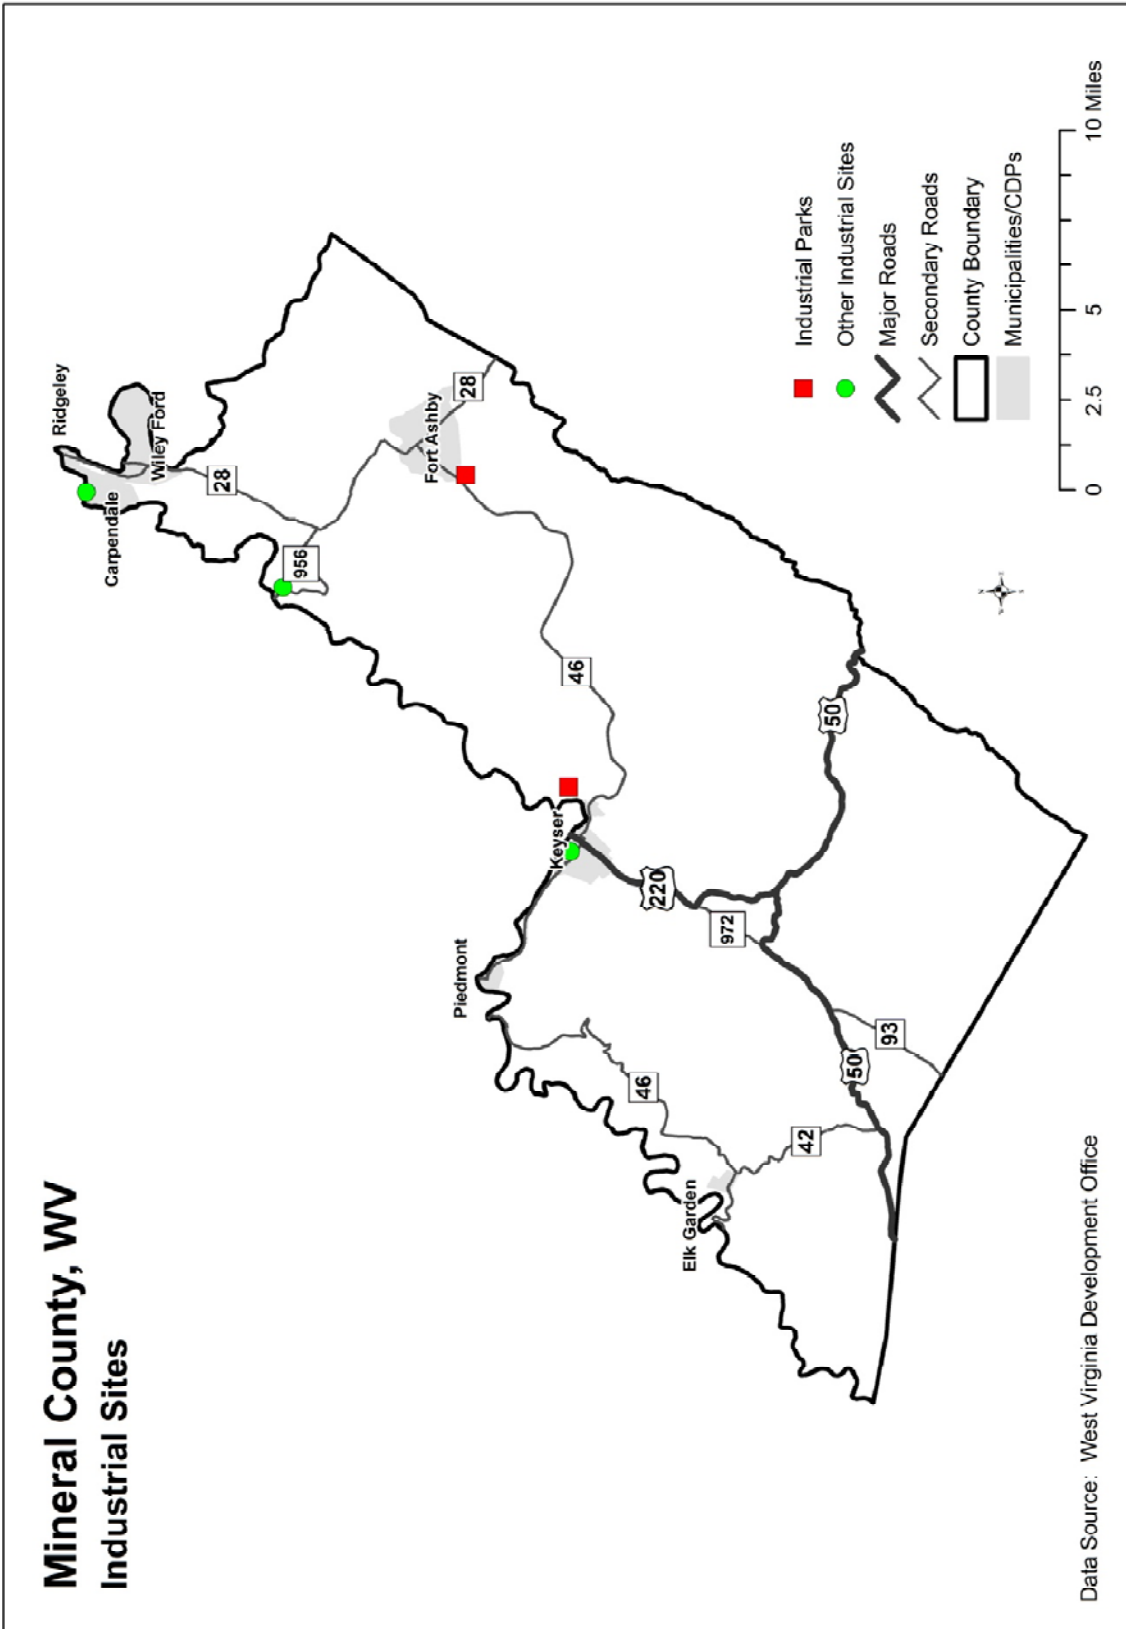 Mineral County, WV
Industrial Sites
Ridgeley
Carpendale
Wiley Ford
28
956
Fort Ashby
28
46
Keyser
Piedmont
220
50
972
46
93
50
42
Elk Garden
Industrial Parks
Other Industrial Sites
Major Roads
Secondary Roads
County Boundary
Municipalities/CDPs
0 2.5 5 10 Miles
Data Source: West Virginia Development Office